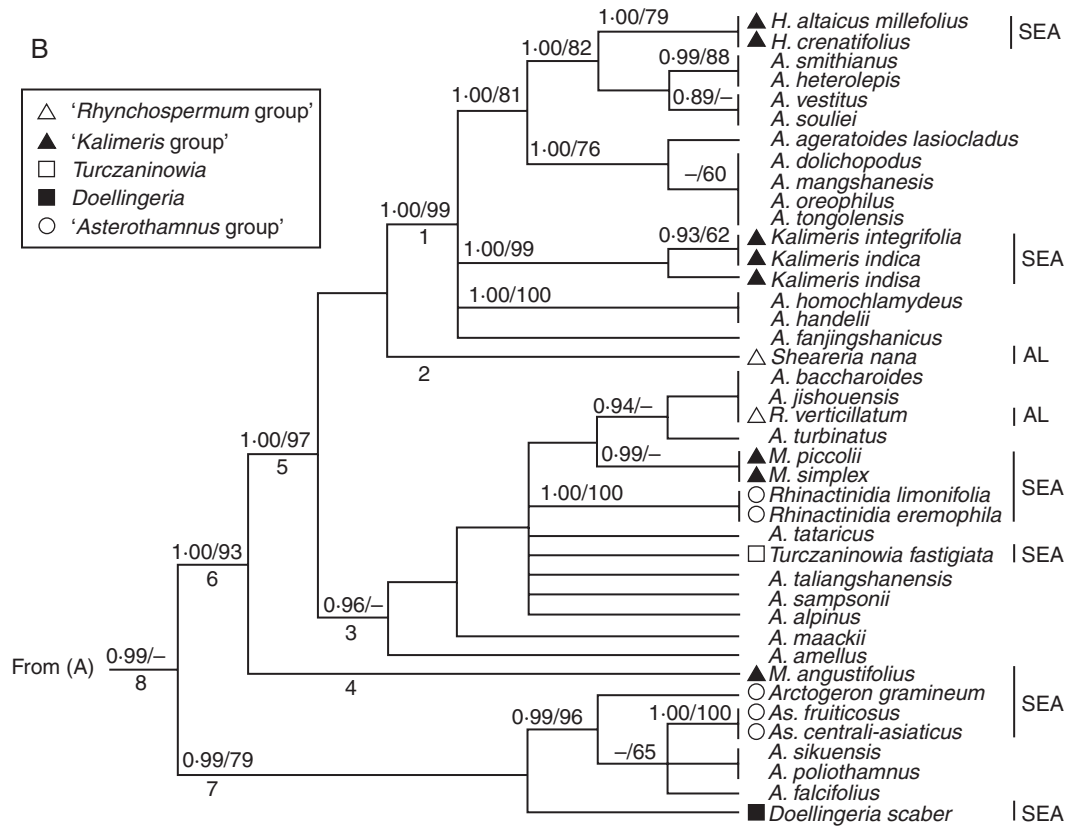 B
△ 'Rhynchospermum group'
▲ 'Kalimeris group'
□ Turczaninowia
■ Doellingeria
○ 'Asterothamnus group'
1·00/79
1·00/82
0·99/88
0·89/–
1·00/81
1·00/76
–/60
1·00/99
1
1·00/99
0·93/62
1·00/100
2
1·00/97
5
0·94/–
0·99/–
1·00/100
1·00/93
6
0·96/–
3
From (A)
0·99/–
8
4
0·99/96
1·00/100
–/65
0·99/79
7
▲ H. altaicus millefolius
▲ H. crenatifolius
SEA
A. smithianus
A. heterolepis
A. vestitus
A. souliei
A. ageratoides lasiocladus
A. dolichopodus
A. mangshanesis
A. oreophilus
A. tongolensis
▲ Kalimeris integrifolia
▲ Kalimeris indica
SEA
▲ Kalimeris indisa
A. homochlamydeus
A. handelii
A. fanjingshanicus
△ Sheareria nana
AL
A. baccharoides
A. jishouensis
△ R. verticillatum
AL
A. turbinatus
▲ M. piccolii
▲ M. simplex
SEA
○ Rhinactinidia limonifolia
○ Rhinactinidia eremophila
A. tataricus
□ Turczaninowia fastigiata
SEA
A. taliangshanensis
A. sampsonii
A. alpinus
A. maackii
A. amellus
▲ M. angustifolius
○ Arctogeron gramineum
SEA
○ As. fruiticosus
○ As. centrali-asiaticus
A. sikuensis
A. poliothamnus
A. falcifolius
■ Doellingeria scaber
SEA